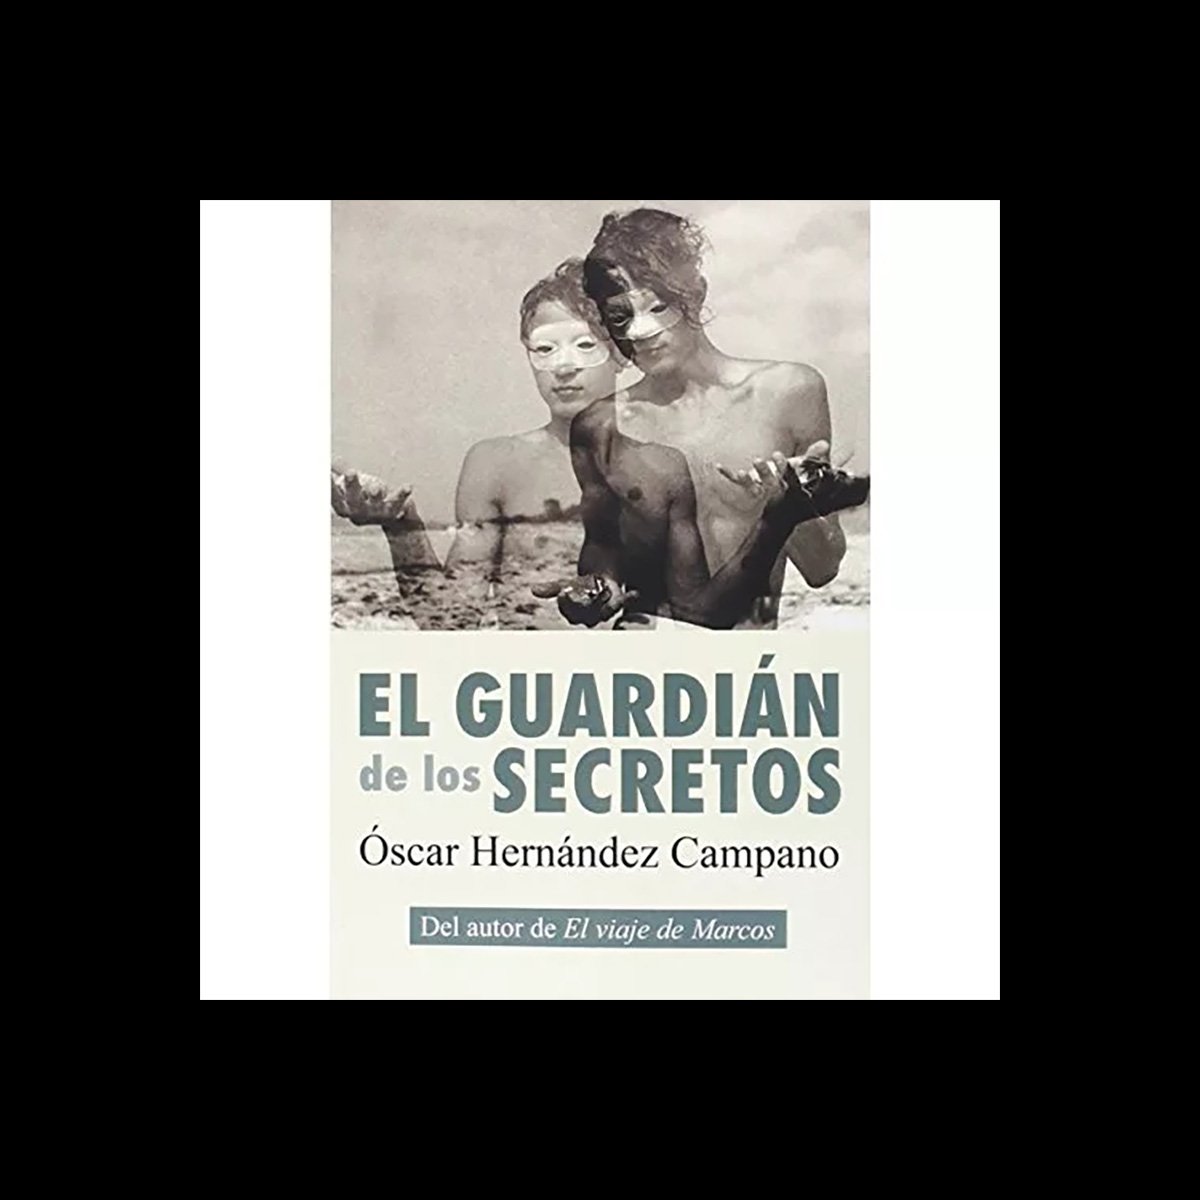 EL GUARDIÁN
de los SECRETOS
Óscar Hernández Campano
Del autor de El viaje de Marcos